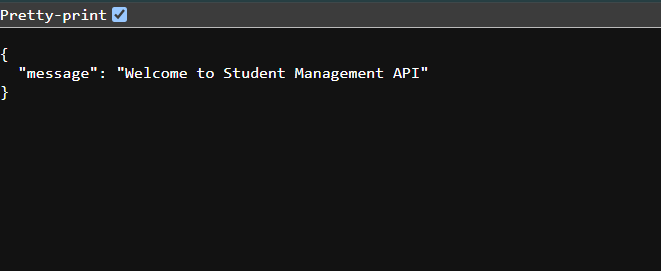 Pretty-print
{
  "message": "Welcome to Student Management API"
}